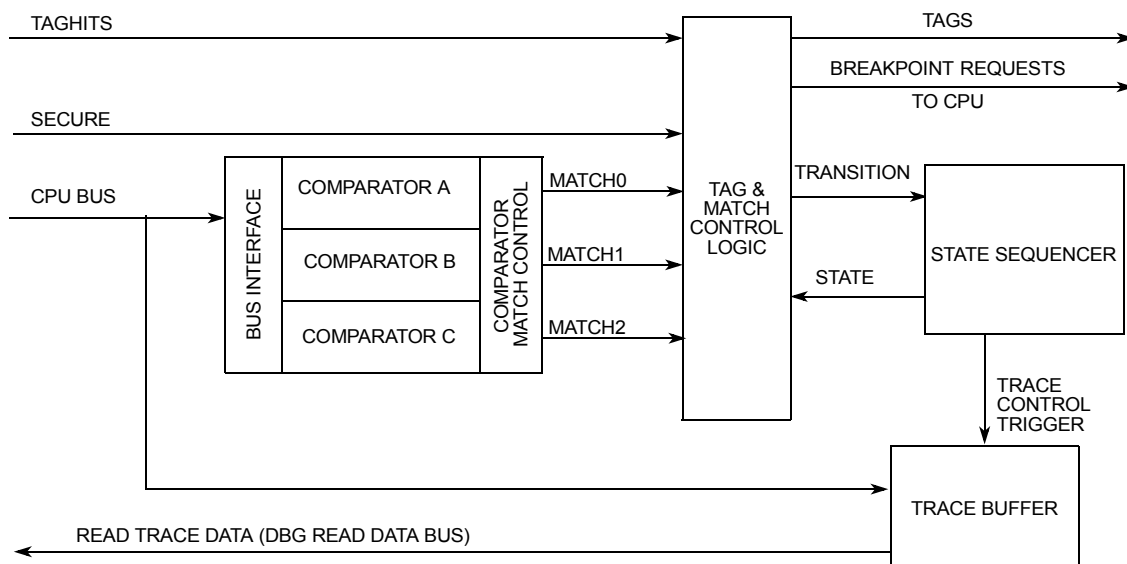 TAGHITS
TAGS
BREAKPOINT REQUESTS
TO CPU
SECURE
CPU BUS
BUS INTERFACE
COMPARATOR A
COMPARATOR B
COMPARATOR C
COMPARATOR
MATCH CONTROL
MATCH0
MATCH1
MATCH2
TAG &
MATCH
CONTROL
LOGIC
TRANSITION
STATE
STATE SEQUENCER
TRACE
CONTROL
TRIGGER
TRACE BUFFER
READ TRACE DATA (DBG READ DATA BUS)